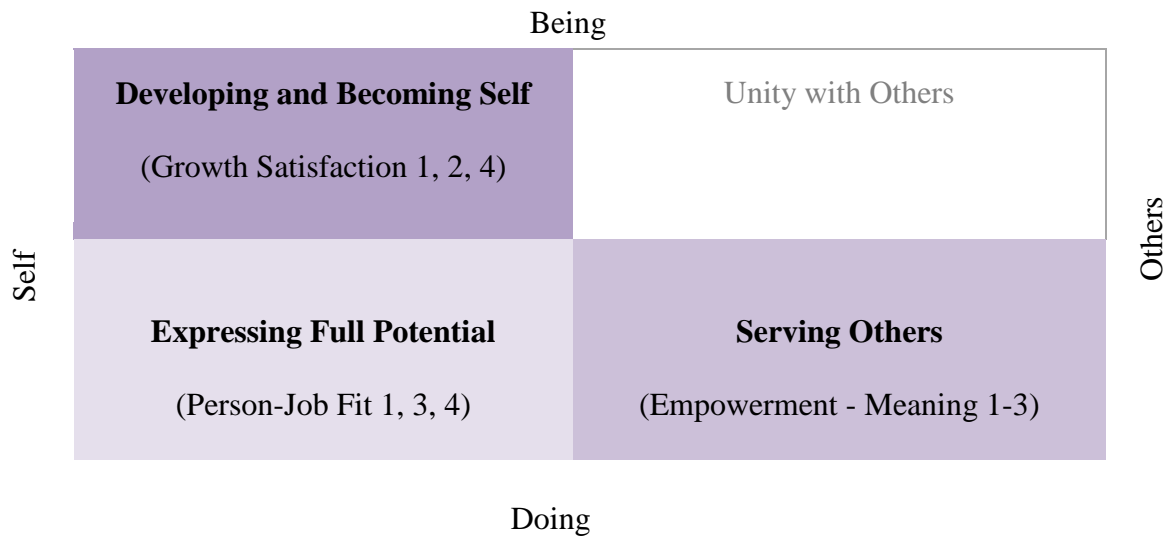 Being
Developing and Becoming Self
(Growth Satisfaction 1, 2, 4)
Unity with Others
Self
Others
Expressing Full Potential
(Person-Job Fit 1, 3, 4)
Serving Others
(Empowerment - Meaning 1-3)
Doing